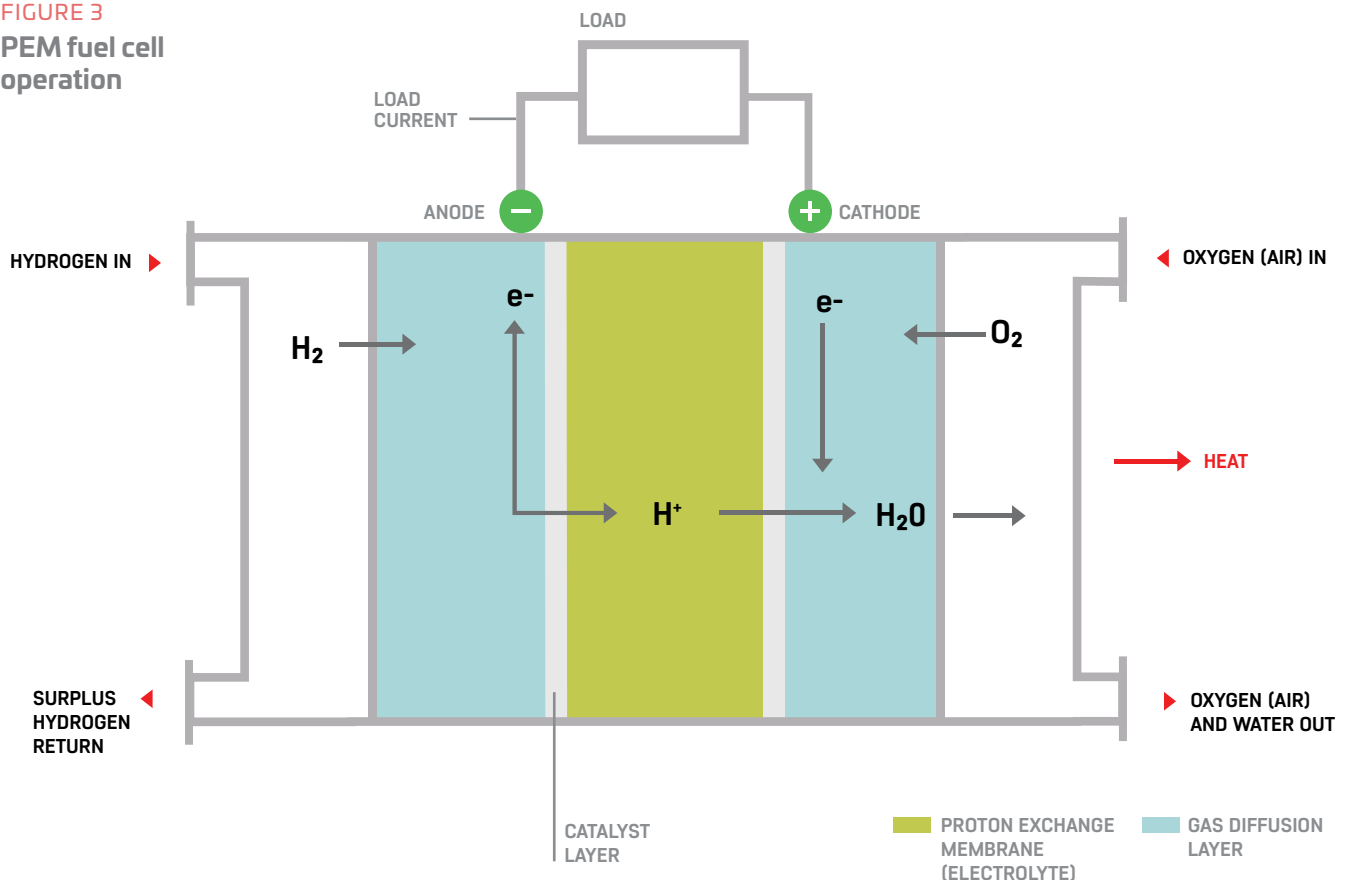 FIGURE 3
PEM fuel cell
operation
LOAD
LOAD
CURRENT
ANODE
−
+
CATHODE
HYDROGEN IN
OXYGEN (AIR) IN
e-
e-
H₂
O₂
HEAT
H⁺
H₂O
SURPLUS
HYDROGEN
RETURN
OXYGEN (AIR)
AND WATER OUT
CATALYST
LAYER
PROTON EXCHANGE
MEMBRANE
(ELECTROLYTE)
GAS DIFFUSION
LAYER